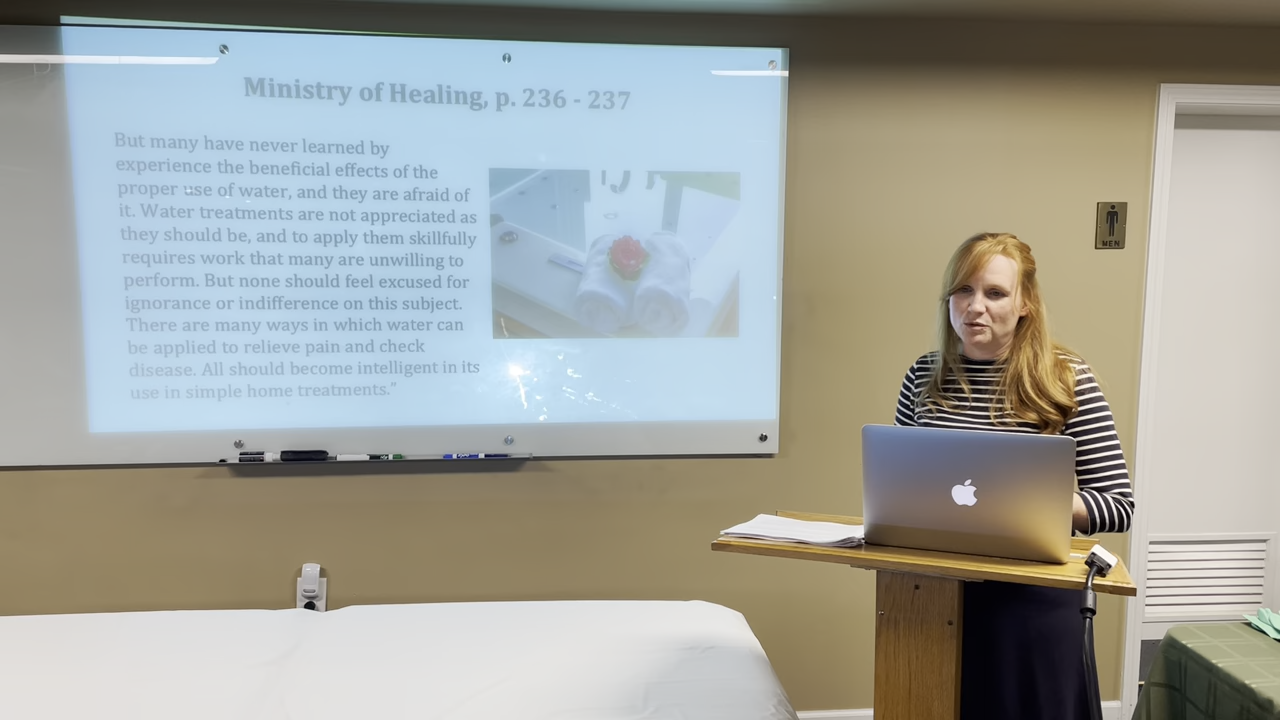 Ministry of Healing, p. 236 - 237
But many have never learned by
experience the beneficial effects of the
proper use of water, and they are afraid of
it. Water treatments are not appreciated as
they should be, and to apply them skillfully
requires work that many are unwilling to
perform. But none should feel excused for
ignorance or indifference on this subject.
There are many ways in which water can
be applied to relieve pain and check
disease. All should become intelligent in its
use in simple home treatments.”
MEN